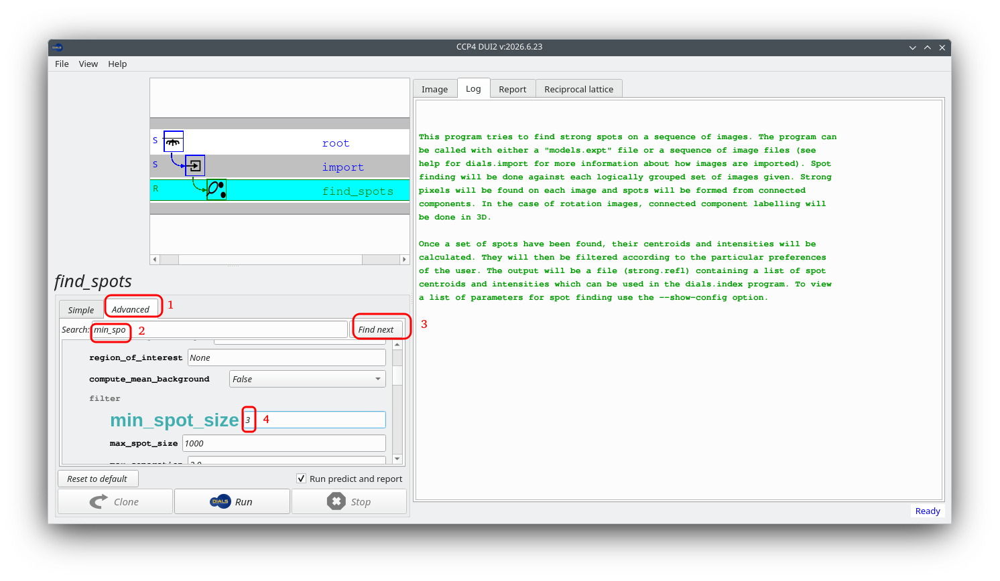 CCP4 DUI2 v:2026.6.23
File View Help
Image Log Report Reciprocal lattice
S root
S import
R find_spots
This program tries to find strong spots on a sequence of images. The program can
be called with either a "models.expt" file or a sequence of image files (see
help for dials.import for more information about how images are imported). Spot
finding will be done against each logically grouped set of images given. Strong
pixels will be found on each image and spots will be formed from connected
components. In the case of rotation images, connected component labelling will
be done in 3D.
Once a set of spots have been found, their centroids and intensities will be
calculated. They will then be filtered according to the particular preferences
of the user. The output will be a file (strong.refl) containing a list of spot
centroids and intensities which can be used in the dials.index program. To view
a list of parameters for spot finding use the --show-config option.
find_spots
Simple Advanced 1
Search: min_spo 2 Find next 3
region_of_interest None
compute_mean_background False
filter
min_spot_size 3 4
max_spot_size 1000
Reset to default Run predict and report
Clone DIALS Run Stop
Ready